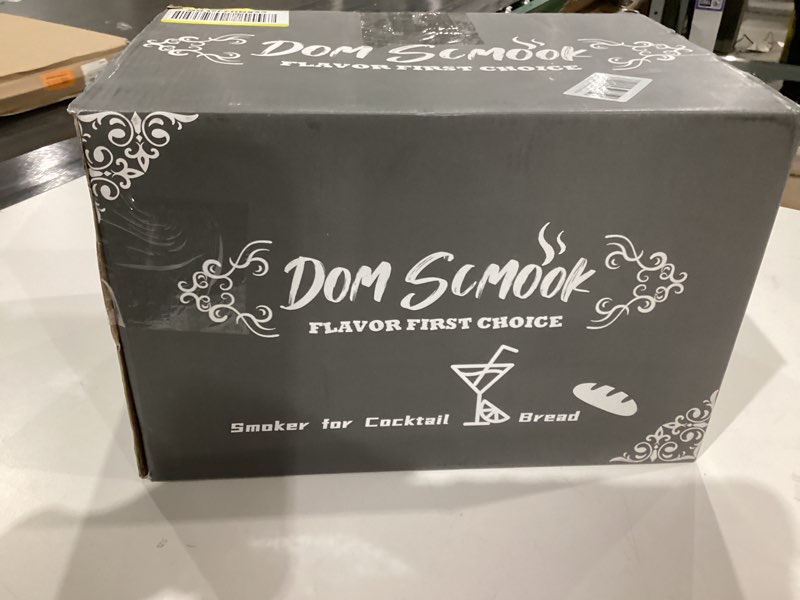 DOM SCMOOK
FLAVOR FIRST CHOICE
DOM SCMOOK
FLAVOR FIRST CHOICE
Smoker for Cocktail Bread